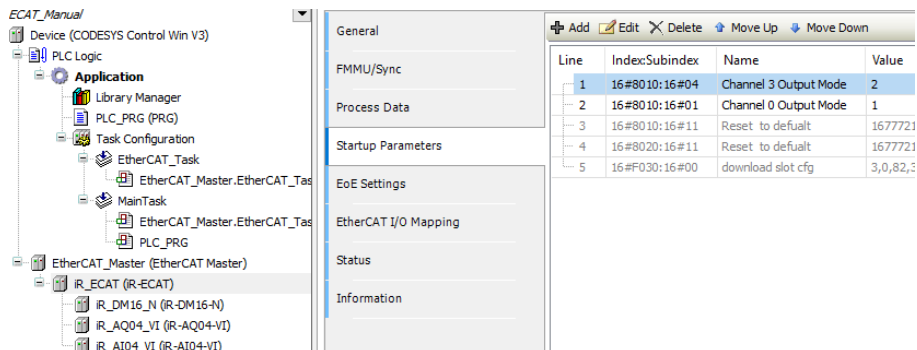 ECAT_Manual
Device (CODESYS Control Win V3)
PLC Logic
Application
Library Manager
PLC_PRG (PRG)
Task Configuration
EtherCAT_Task
EtherCAT_Master.EtherCAT_Tas
MainTask
EtherCAT_Master.EtherCAT_Tas
PLC_PRG
EtherCAT_Master (EtherCAT Master)
iR_ECAT (iR-ECAT)
iR_DM16_N (iR-DM16-N)
iR_AQ04_VI (iR-AQ04-VI)
iR_AI04_VI (iR-AI04-VI)
General
FMMU/Sync
Process Data
Startup Parameters
EoE Settings
EtherCAT I/O Mapping
Status
Information
Add Edit Delete Move Up Move Down
Line Index:Subindex Name Value
1 16#8010:16#04 Channel 3 Output Mode 2
2 16#8010:16#01 Channel 0 Output Mode 1
3 16#8010:16#11 Reset to defualt 1677721
4 16#8020:16#11 Reset to defualt 1677721
5 16#F030:16#00 download slot cfg 3,0,82,3